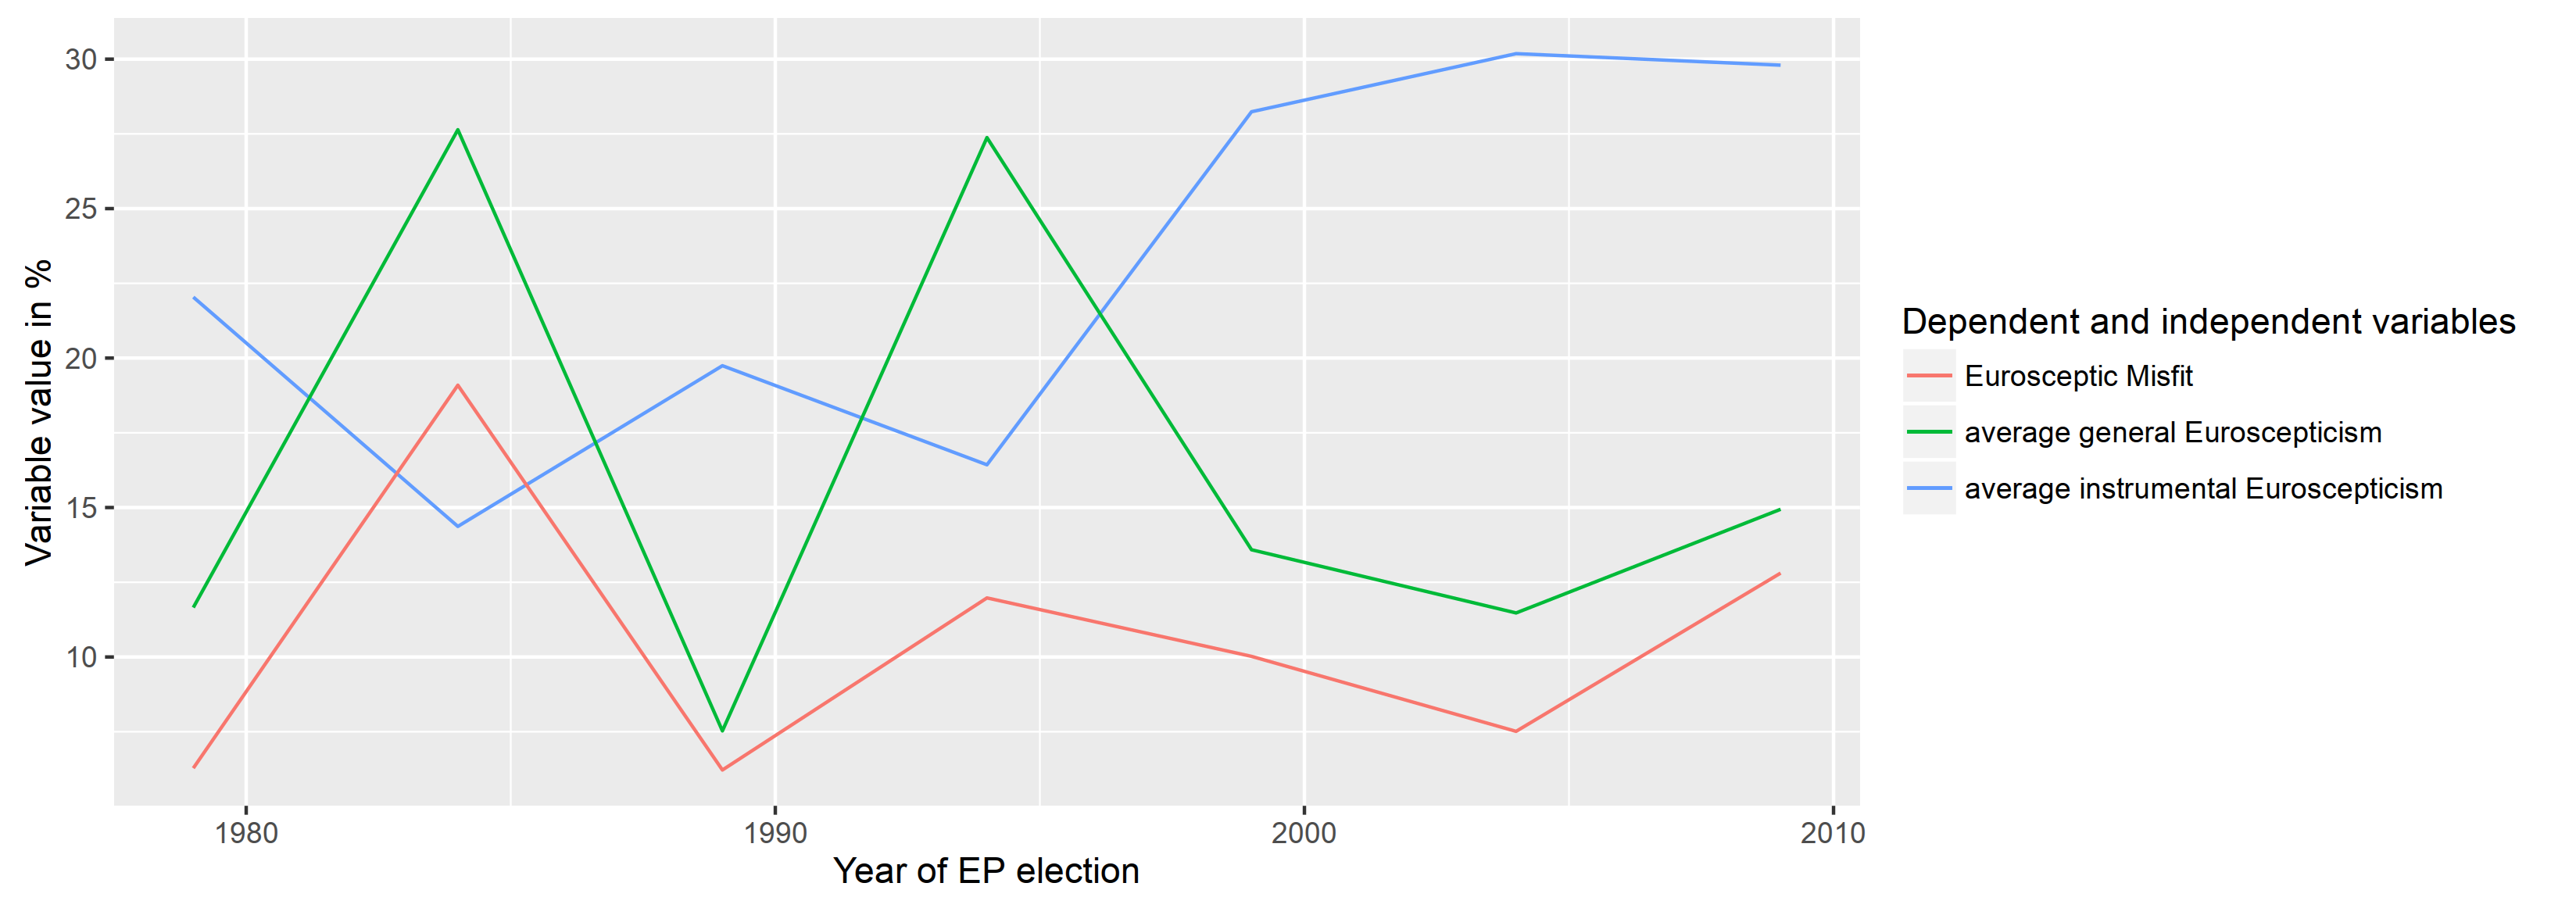 30
25
20
15
10
Variable value in %
1980
1990
2000
2010
Year of EP election
Dependent and independent variables
Eurosceptic Misfit
average general Euroscepticism
average instrumental Euroscepticism